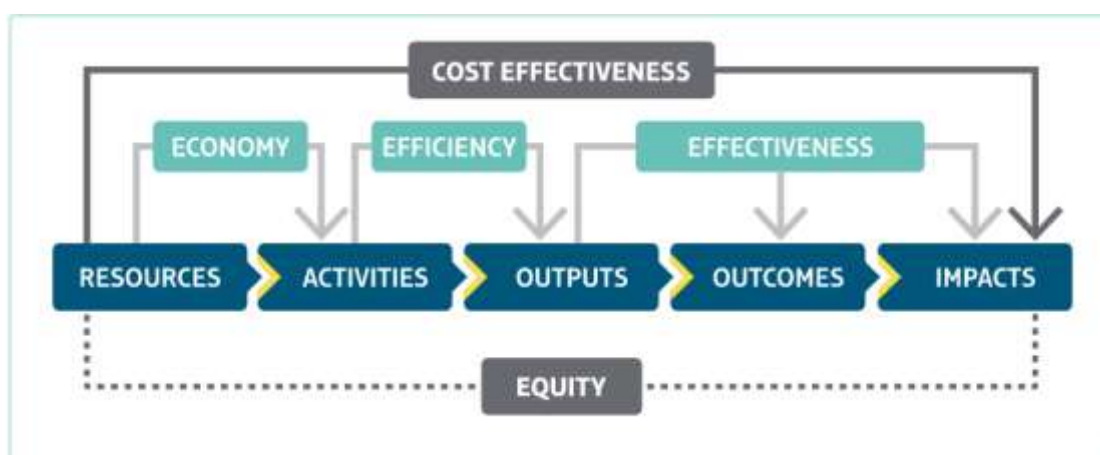 COST EFFECTIVENESS
ECONOMY
EFFICIENCY
EFFECTIVENESS
RESOURCES
ACTIVITIES
OUTPUTS
OUTCOMES
IMPACTS
EQUITY